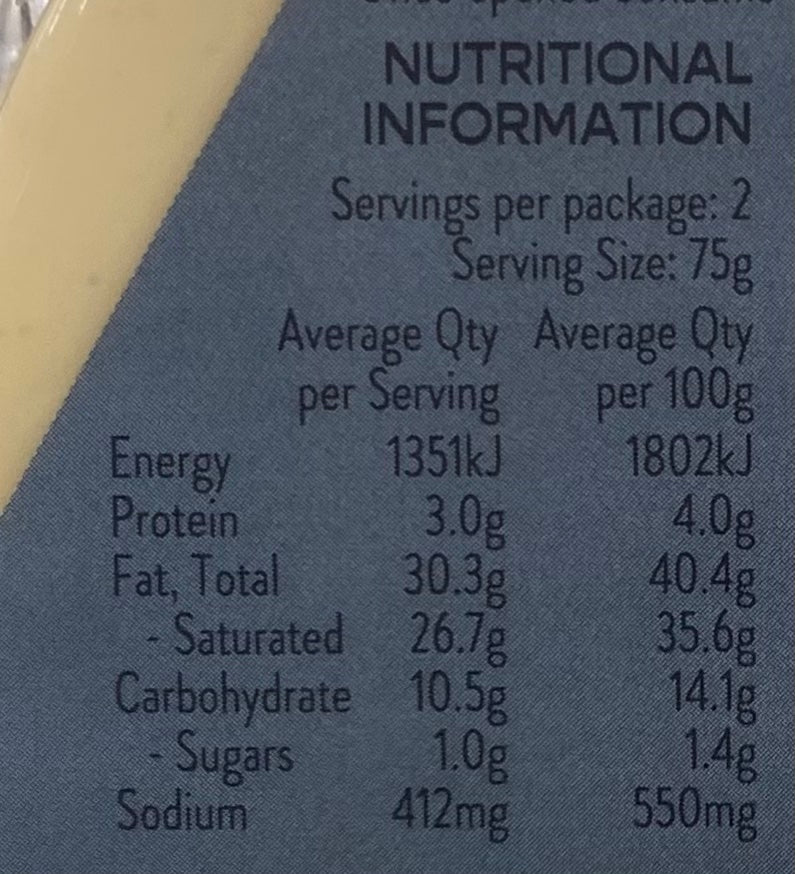 NUTRITIONAL
INFORMATION
Servings per package: 2
Serving Size: 75g
Average Qty Average Qty
per Serving per 100g
Energy 1351kJ 1802kJ
Protein 3.0g 4.0g
Fat, Total 30.3g 40.4g
- Saturated 26.7g 35.6g
Carbohydrate 10.5g 14.1g
- Sugars 1.0g 1.4g
Sodium 412mg 550mg